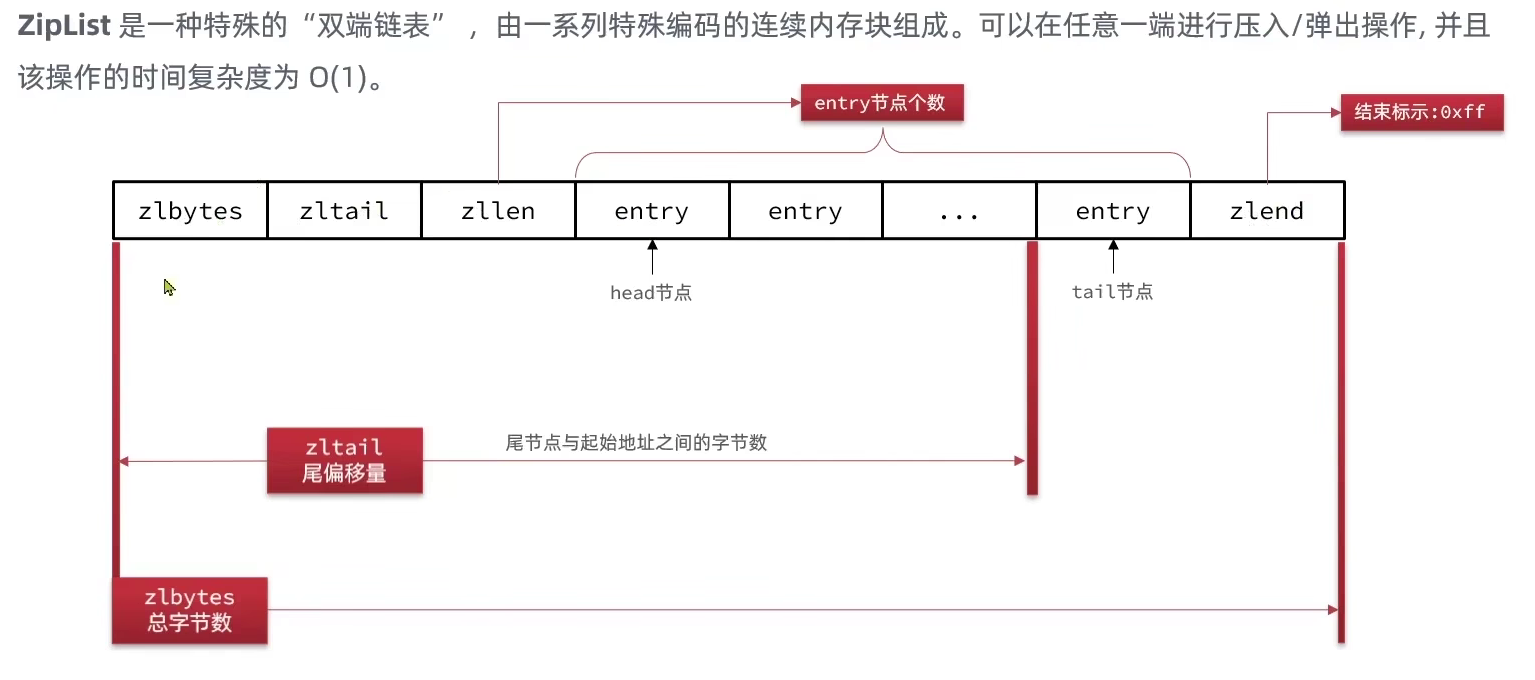 ZipList 是一种特殊的“双端链表” ，由一系列特殊编码的连续内存块组成。可以在任意一端进行压入/弹出操作, 并且
该操作的时间复杂度为 O(1)。
entry节点个数
结束标示:0xff
zlbytes zltail zllen entry entry ... entry zlend
head节点
tail节点
zltail
尾偏移量
尾节点与起始地址之间的字节数
zlbytes
总字节数